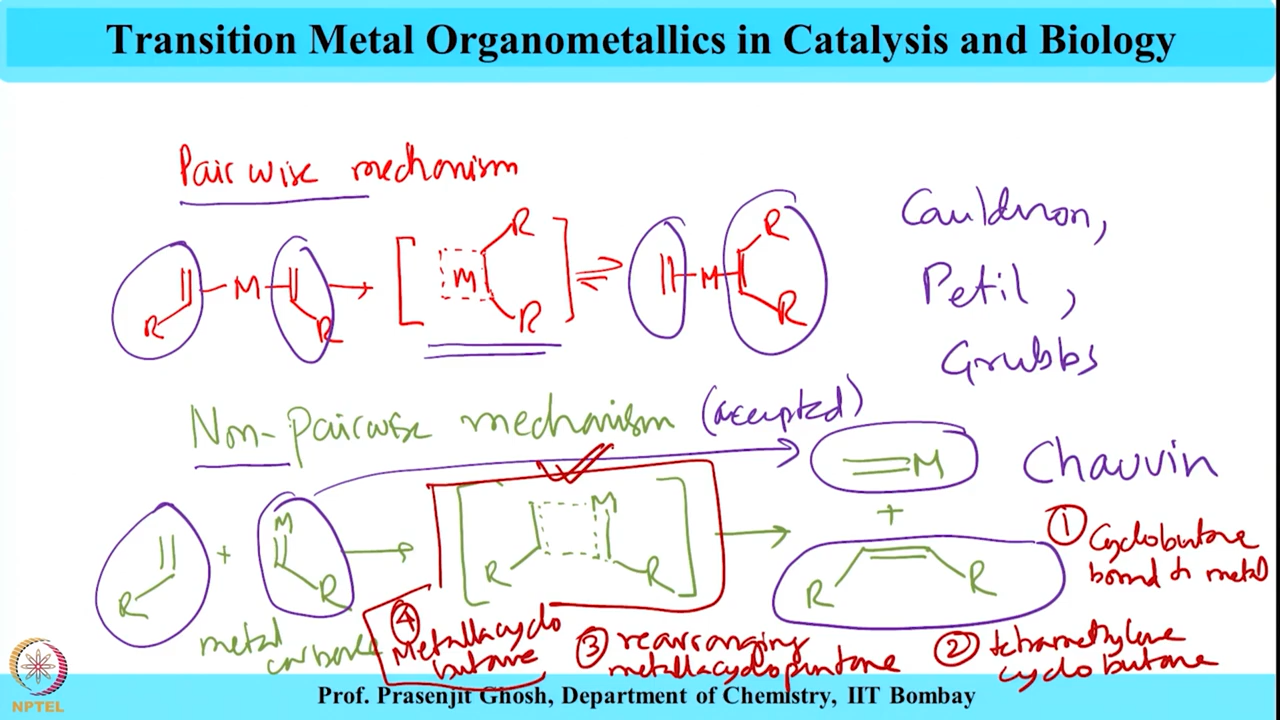 Transition Metal Organometallics in Catalysis and Biology
Pairwise mechanism
R
R
M
M
R
R
M
R
R
Cauldron,
Petil,
Grubbs
Non-pairwise mechanism (accepted)
=M
Chauvin
R
+
M
R
M
R
R
+
R
R
① Cyclobutane
bound to metal
metal
carbene
④
Metallacyclo
butane
③ rearranging
metallacyclopentane
② tetramethylene
cyclobutane
NPTEL
Prof. Prasenjit Ghosh, Department of Chemistry, IIT Bombay